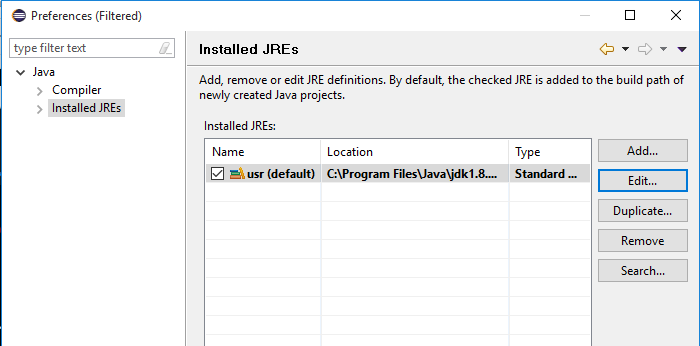 Preferences (Filtered)
type filter text
Java
Compiler
Installed JREs
Installed JREs
Add, remove or edit JRE definitions. By default, the checked JRE is added to the build path of
newly created Java projects.
Installed JREs:
Name Location Type
usr (default) C:\Program Files\Java\jdk1.8.... Standard ...
Add...
Edit...
Duplicate...
Remove
Search...